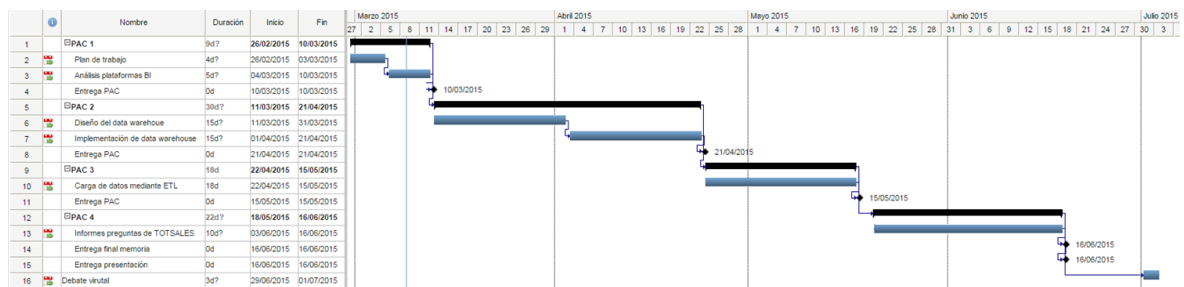 Nombre Duración Inicio Fin Marzo 2015 Abril 2015 Mayo 2015 Junio 2015 Julio 2015
27 2 5 8 11 14 17 20 23 26 29 1 4 7 10 13 16 19 22 25 28 1 4 7 10 13 16 19 22 25 28 31 3 6 9 12 15 18 21 24 27 30 3
1 PAC 1 9d? 26/02/2015 10/03/2015
2 Plan de trabajo 4d? 26/02/2015 03/03/2015
3 Análisis plataformas BI 5d? 04/03/2015 10/03/2015
4 Entrega PAC 0d 10/03/2015 10/03/2015 10/03/2015
5 PAC 2 30d? 11/03/2015 21/04/2015
6 Diseño del data warehoue 15d? 11/03/2015 31/03/2015
7 Implementación de data warehouse 15d? 01/04/2015 21/04/2015
8 Entrega PAC 0d 21/04/2015 21/04/2015 21/04/2015
9 PAC 3 18d 22/04/2015 15/05/2015
10 Carga de datos mediante ETL 18d 22/04/2015 15/05/2015
11 Entrega PAC 0d 15/05/2015 15/05/2015 15/05/2015
12 PAC 4 22d? 18/05/2015 16/06/2015
13 Informes preguntas de TOTSALES 10d? 03/06/2015 16/06/2015
14 Entrega final memoria 0d 16/06/2015 16/06/2015 16/06/2015
15 Entrega presentación 0d 16/06/2015 16/06/2015 16/06/2015
16 Debate virutal 3d? 29/06/2015 01/07/2015